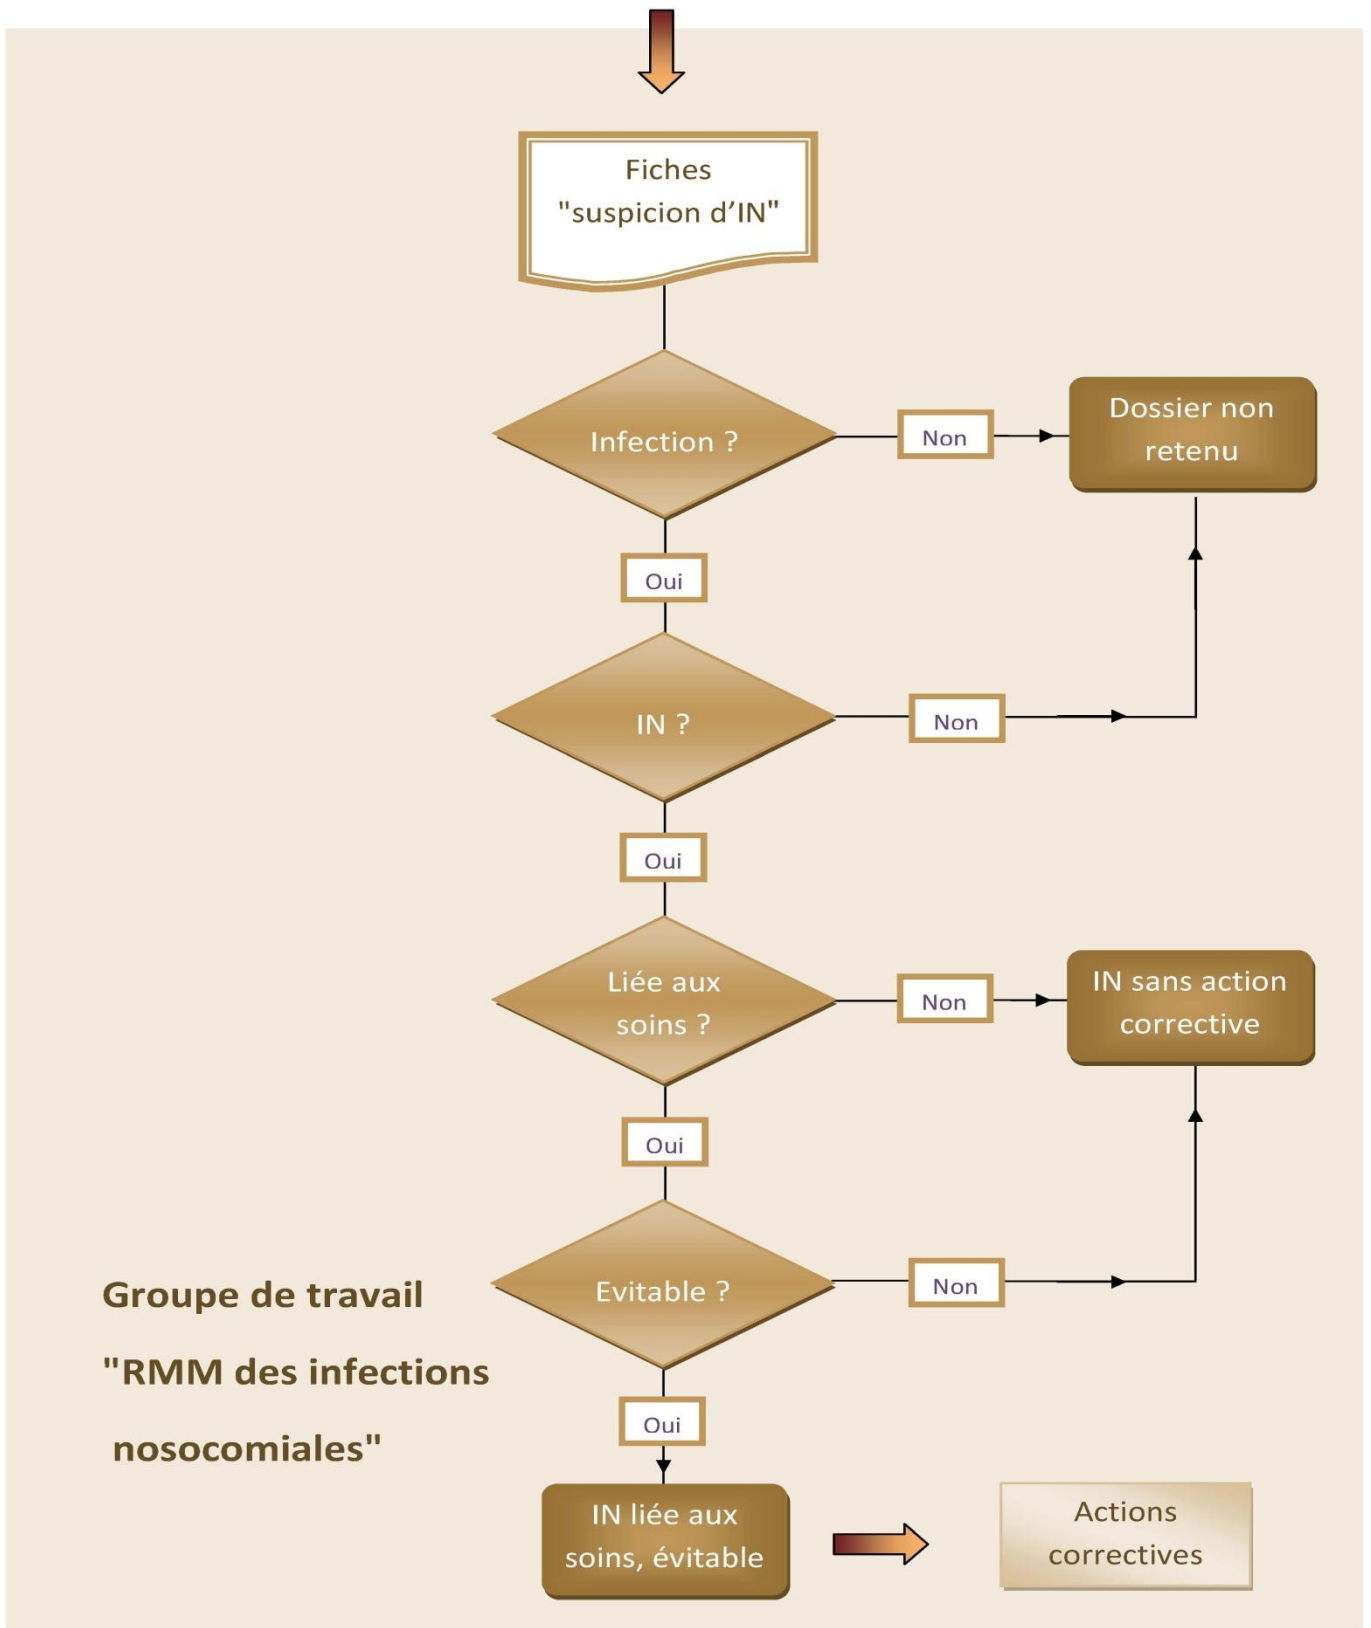 Fiches
"suspicion d’IN"
Infection ?
Non
Dossier non
retenu
Oui
IN ?
Non
Oui
Liée aux
soins ?
Non
IN sans action
corrective
Oui
Evitable ?
Non
Groupe de travail
"RMM des infections
nosocomiales"
Oui
IN liée aux
soins, évitable
Actions
correctives